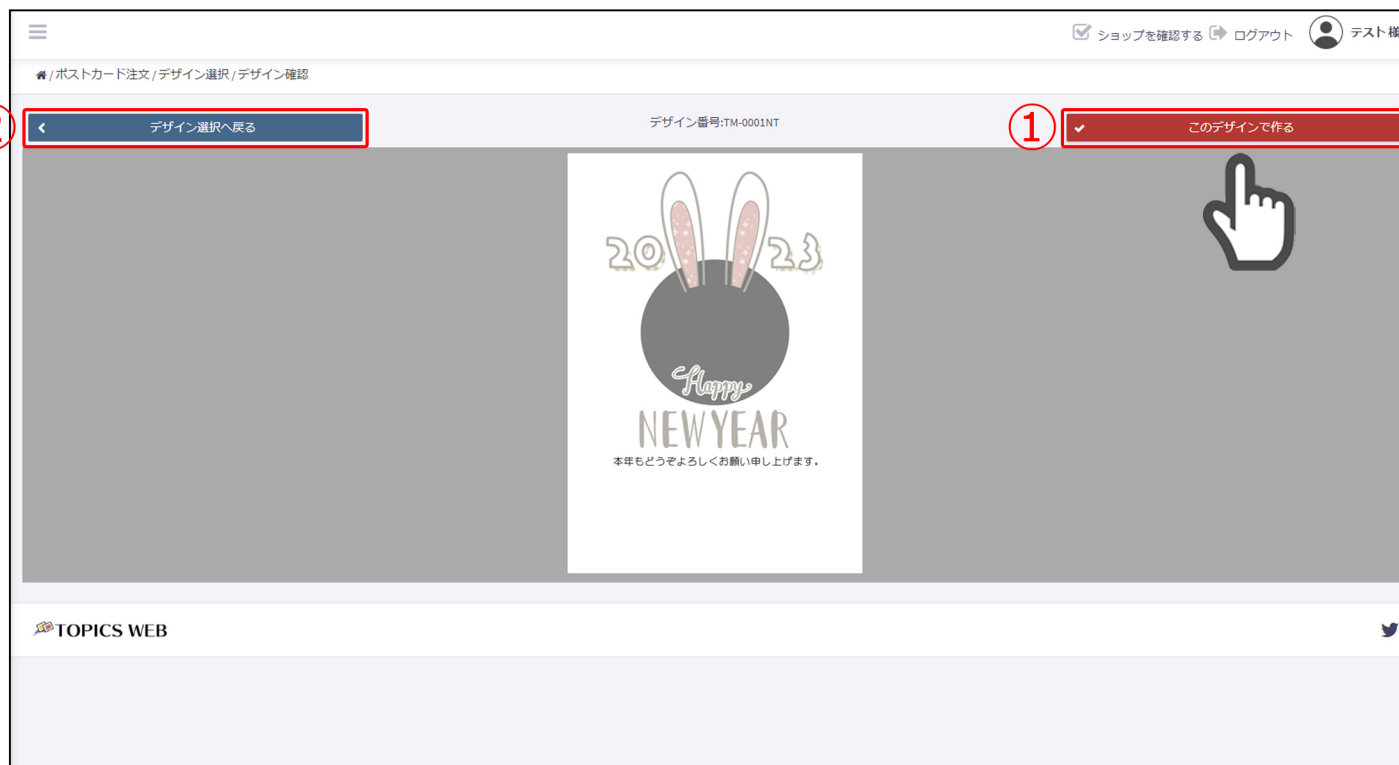 ショップを確認する ログアウト テスト様
/ポストカード注文/デザイン選択/デザイン確認
デザイン選択へ戻る
デザイン番号:TM-0001NT
①
このデザインで作る
2023
Happy
NEW YEAR
本年もどうぞよろしくお願い申し上げます。
TOPICS WEB